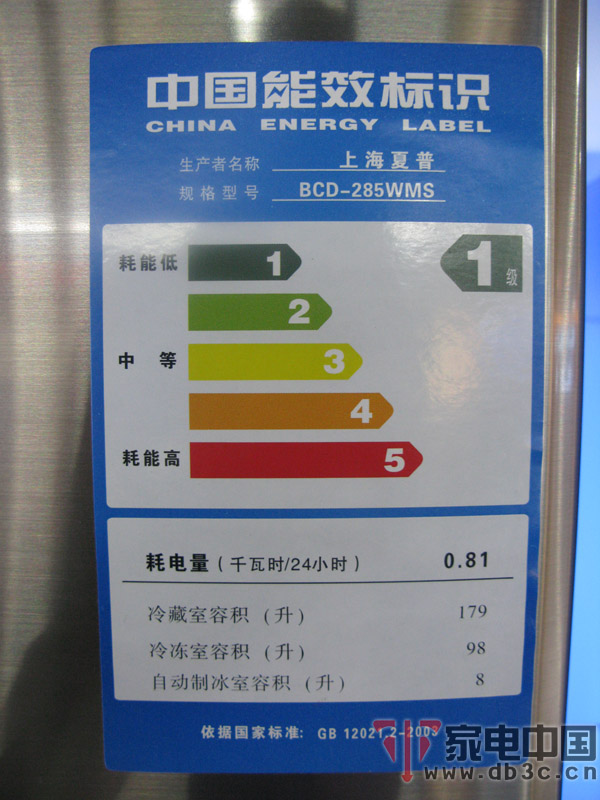 中国能效标识
CHINA ENERGY LABEL
生产者名称 上海夏普
规格型号 BCD-285WMS
耗能低 1 1级
2
中等 3
4
耗能高 5
耗电量（千瓦时/24小时） 0.81
冷藏室容积（升） 179
冷冻室容积（升） 98
自动制冰室容积（升） 8
依据国家标准: GB 12021.2-2008
家电中国
www.db3c.cn